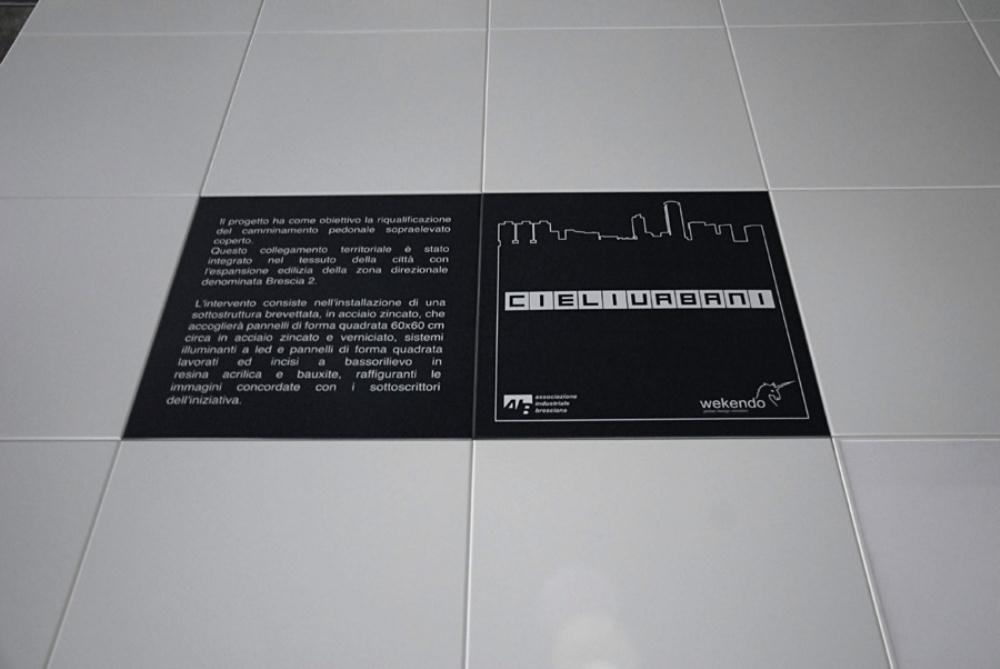 Il progetto ha come obiettivo la riqualificazione
del camminamento pedonale sopraelevato
coperto.
Questo collegamento territoriale è stato
integrato nel tessuto della città con
l'espansione edilizia della zona direzionale
denominata Brescia 2.
L'intervento consiste nell'installazione di una
sottostruttura brevettata, in acciaio zincato, che
accoglierà pannelli di forma quadrata 60x60 cm
circa in acciaio zincato e verniciato, sistemi
illuminanti a led e pannelli di forma quadrata
lavorati ed incisi a bassorilievo in
resina acrilica e bauxite, raffiguranti le
immagini concordate con i sottoscrittori
dell'iniziativa.
CIELIURBANI
AIB
associazione
industriale
bresciana
wekendo